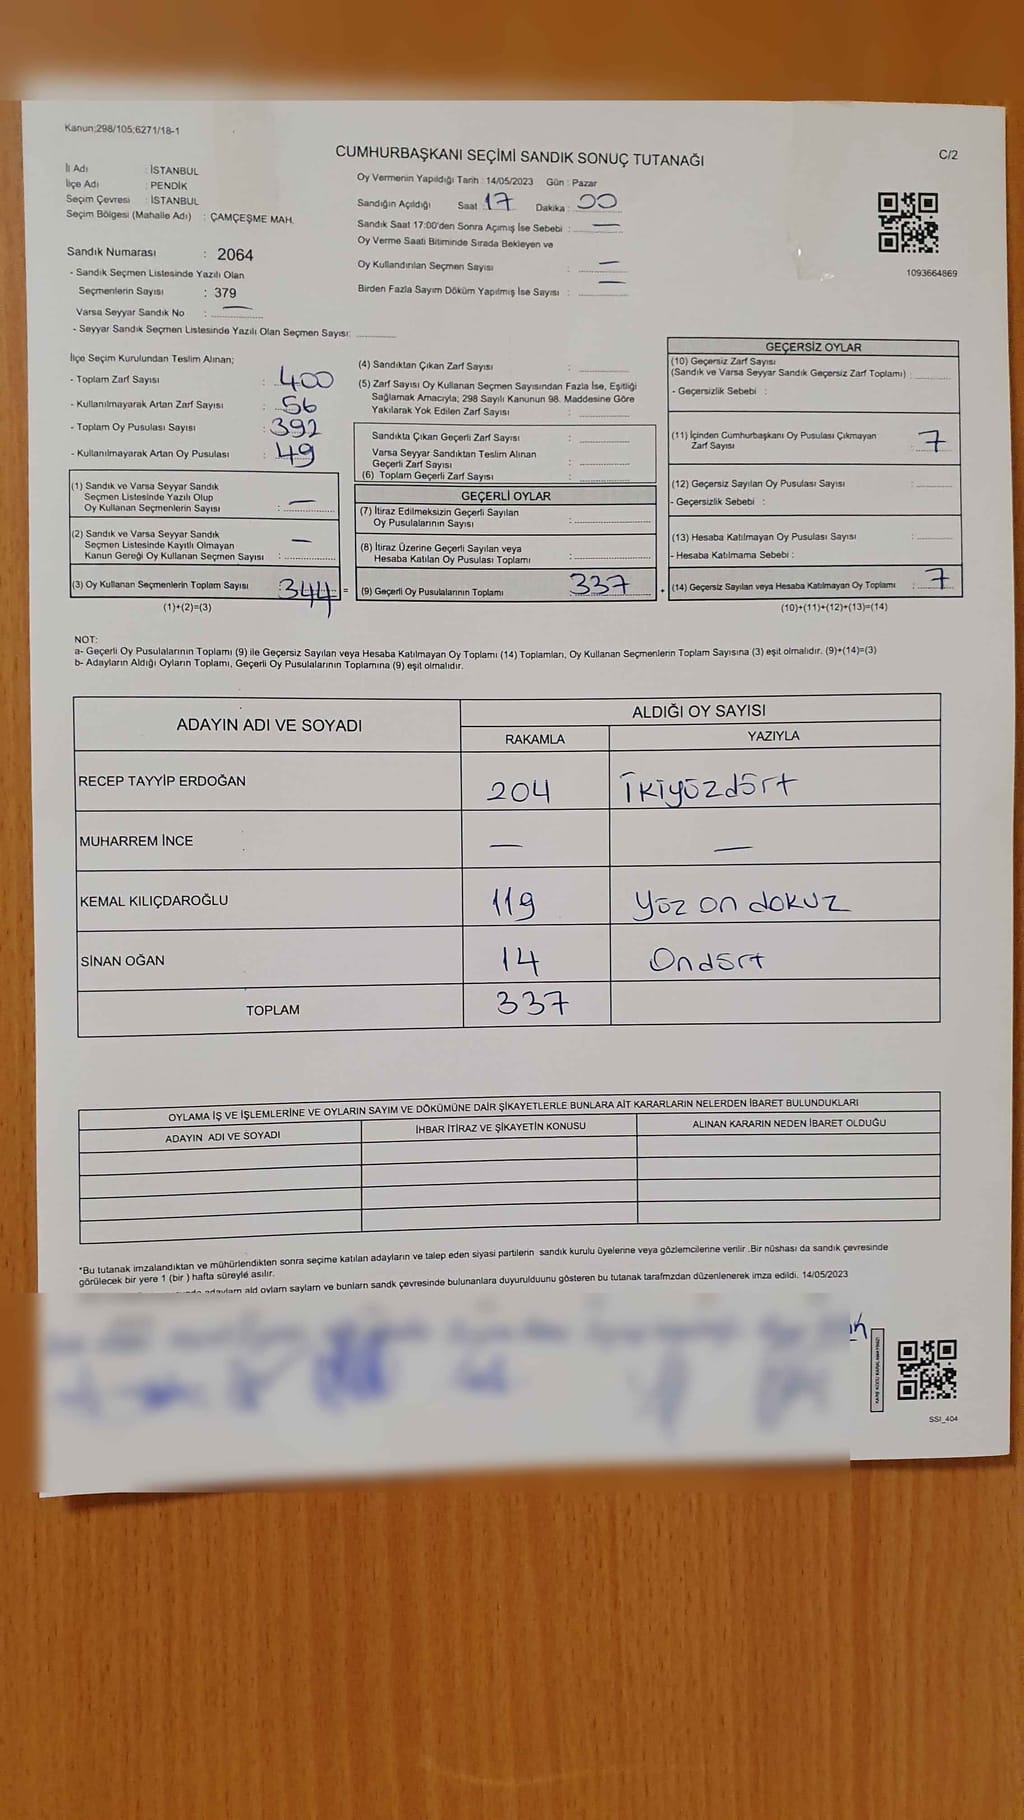 Kanun;298/105;6271/18-1
CUMHURBAŞKANI SEÇİMİ SANDIK SONUÇ TUTANAĞI
C/2
İl Adı : İSTANBUL
İlçe Adı : PENDİK
Seçim Çevresi : İSTANBUL
Seçim Bölgesi (Mahalle Adı) : ÇAMÇEŞME MAH.
Oy Vermenin Yapıldığı Tarih : 14/05/2023 Gün : Pazar
Sandığın Açıldığı Saat : 17 Dakika : 00
Sandık Saat 17:00'den Sonra Açımış İse Sebebi : —
Oy Verme Saati Bitiminde Sırada Bekleyen ve
Oy Kullandırılan Seçmen Sayısı : —
Birden Fazla Sayım Döküm Yapılmış İse Sayısı : —
1093664869
Sandık Numarası : 2064
- Sandık Seçmen Listesinde Yazılı Olan
Seçmenlerin Sayısı : 379
Varsa Seyyar Sandık No : —
- Seyyar Sandık Seçmen Listesinde Yazılı Olan Seçmen Sayısı:
İlçe Seçim Kurulundan Teslim Alınan;
- Toplam Zarf Sayısı : 400
- Kullanılmayarak Artan Zarf Sayısı : 56
- Toplam Oy Pusulası Sayısı : 392
- Kullanılmayarak Artan Oy Pusulası : 49
(1) Sandık ve Varsa Seyyar Sandık
Seçmen Listesinde Yazılı Olup
Oy Kullanan Seçmenlerin Sayısı : —
(2) Sandık ve Varsa Seyyar Sandık
Seçmen Listesinde Kayıtlı Olmayan
Kanun Gereği Oy Kullanan Seçmen Sayısı : —
(3) Oy Kullanan Seçmenlerin Toplam Sayısı : 344 =
(1)+(2)=(3)
(4) Sandıktan Çıkan Zarf Sayısı :
(5) Zarf Sayısı Oy Kullanan Seçmen Sayısından Fazla İse, Eşitliği
Sağlamak Amacıyla; 298 Sayılı Kanunun 98. Maddesine Göre
Yakılarak Yok Edilen Zarf Sayısı :
Sandıkta Çıkan Geçerli Zarf Sayısı :
Varsa Seyyar Sandıktan Teslim Alınan
Geçerli Zarf Sayısı :
(6) Toplam Geçerli Zarf Sayısı :
GEÇERLİ OYLAR
(7) İtiraz Edilmeksizin Geçerli Sayılan
Oy Pusulalarının Sayısı :
(8) İtiraz Üzerine Geçerli Sayılan veya
Hesaba Katılan Oy Pusulası Toplamı :
(9) Geçerli Oy Pusulalarının Toplamı : 337 +
GEÇERSİZ OYLAR
(10) Geçersiz Zarf Sayısı
(Sandık ve Varsa Seyyar Sandık Geçersiz Zarf Toplamı) :
- Geçersizlik Sebebi :
(11) İçinden Cumhurbaşkanı Oy Pusulası Çıkmayan
Zarf Sayısı : 7
(12) Geçersiz Sayılan Oy Pusulası Sayısı :
- Geçersizlik Sebebi :
(13) Hesaba Katılmayan Oy Pusulası Sayısı :
- Hesaba Katılmama Sebebi :
(14) Geçersiz Sayılan veya Hesaba Katılmayan Oy Toplamı : 7
(10)+(11)+(12)+(13)=(14)
NOT:
a- Geçerli Oy Pusulalarının Toplamı (9) ile Geçersiz Sayılan veya Hesaba Katılmayan Oy Toplamı (14) Toplamları, Oy Kullanan Seçmenlerin Toplam Sayısına (3) eşit olmalıdır. (9)+(14)=(3)
b- Adayların Aldığı Oyların Toplamı, Geçerli Oy Pusulalarının Toplamına (9) eşit olmalıdır.
ADAYIN ADI VE SOYADI ALDIĞI OY SAYISI
RAKAMLA YAZIYLA
RECEP TAYYİP ERDOĞAN 204 İkiyüzdört
MUHARREM İNCE — —
KEMAL KILIÇDAROĞLU 119 Yüz on dokuz
SİNAN OĞAN 14 Ondört
TOPLAM 337
OYLAMA İŞ VE İŞLEMLERİNE VE OYLARIN SAYIM VE DÖKÜMÜNE DAİR ŞİKAYETLERLE BUNLARA AİT KARARLARIN NELERDEN İBARET BULUNDUKLARI
ADAYIN ADI VE SOYADI İHBAR İTİRAZ VE ŞİKAYETİN KONUSU ALINAN KARARIN NEDEN İBARET OLDUĞU
*Bu tutanak imzalandıktan ve mühürlendikten sonra seçime katılan adayların ve talep eden siyasi partilerin sandık kurulu üyelerine veya gözlemcilerine verilir .Bir nüshası da sandık çevresinde
görülecek bir yere 1 (bir ) hafta süreyle asılır.
adaylarn ald oylarn saylarn ve bunlarn sandk çevresinde bulunanlara duyurulduunu gösteren bu tutanak tarafmzdan düzenlenerek imza edildi. 14/05/2023
SSI_404